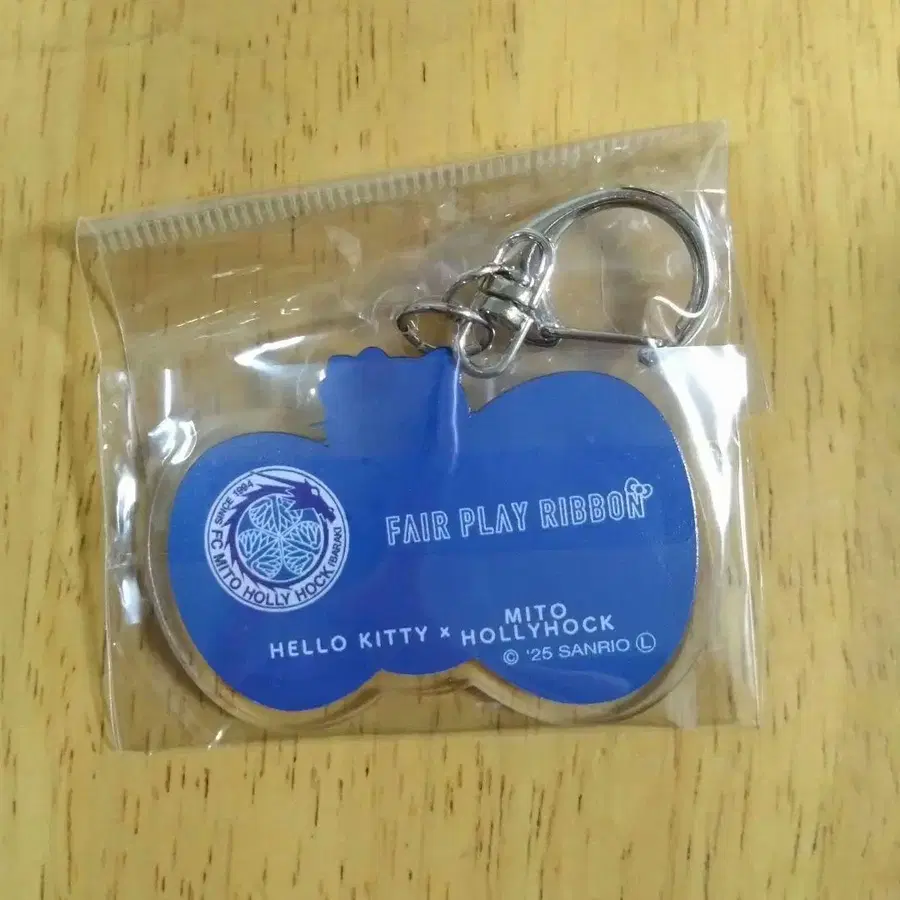 SINCE 1994
FC MITO HOLLY HOCK IBARAKI
FAIR PLAY RIBBON
HELLO KITTY × MITO HOLLYHOCK
© '25 SANRIO Ⓛ